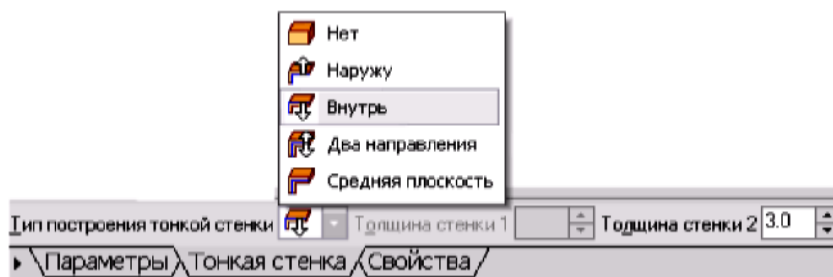 Нет
Наружу
Внутрь
Два направления
Средняя плоскость
Тип построения тонкой стенки Толщина стенки 1 Толщина стенки 2 3.0
Параметры Тонкая стенка Свойства